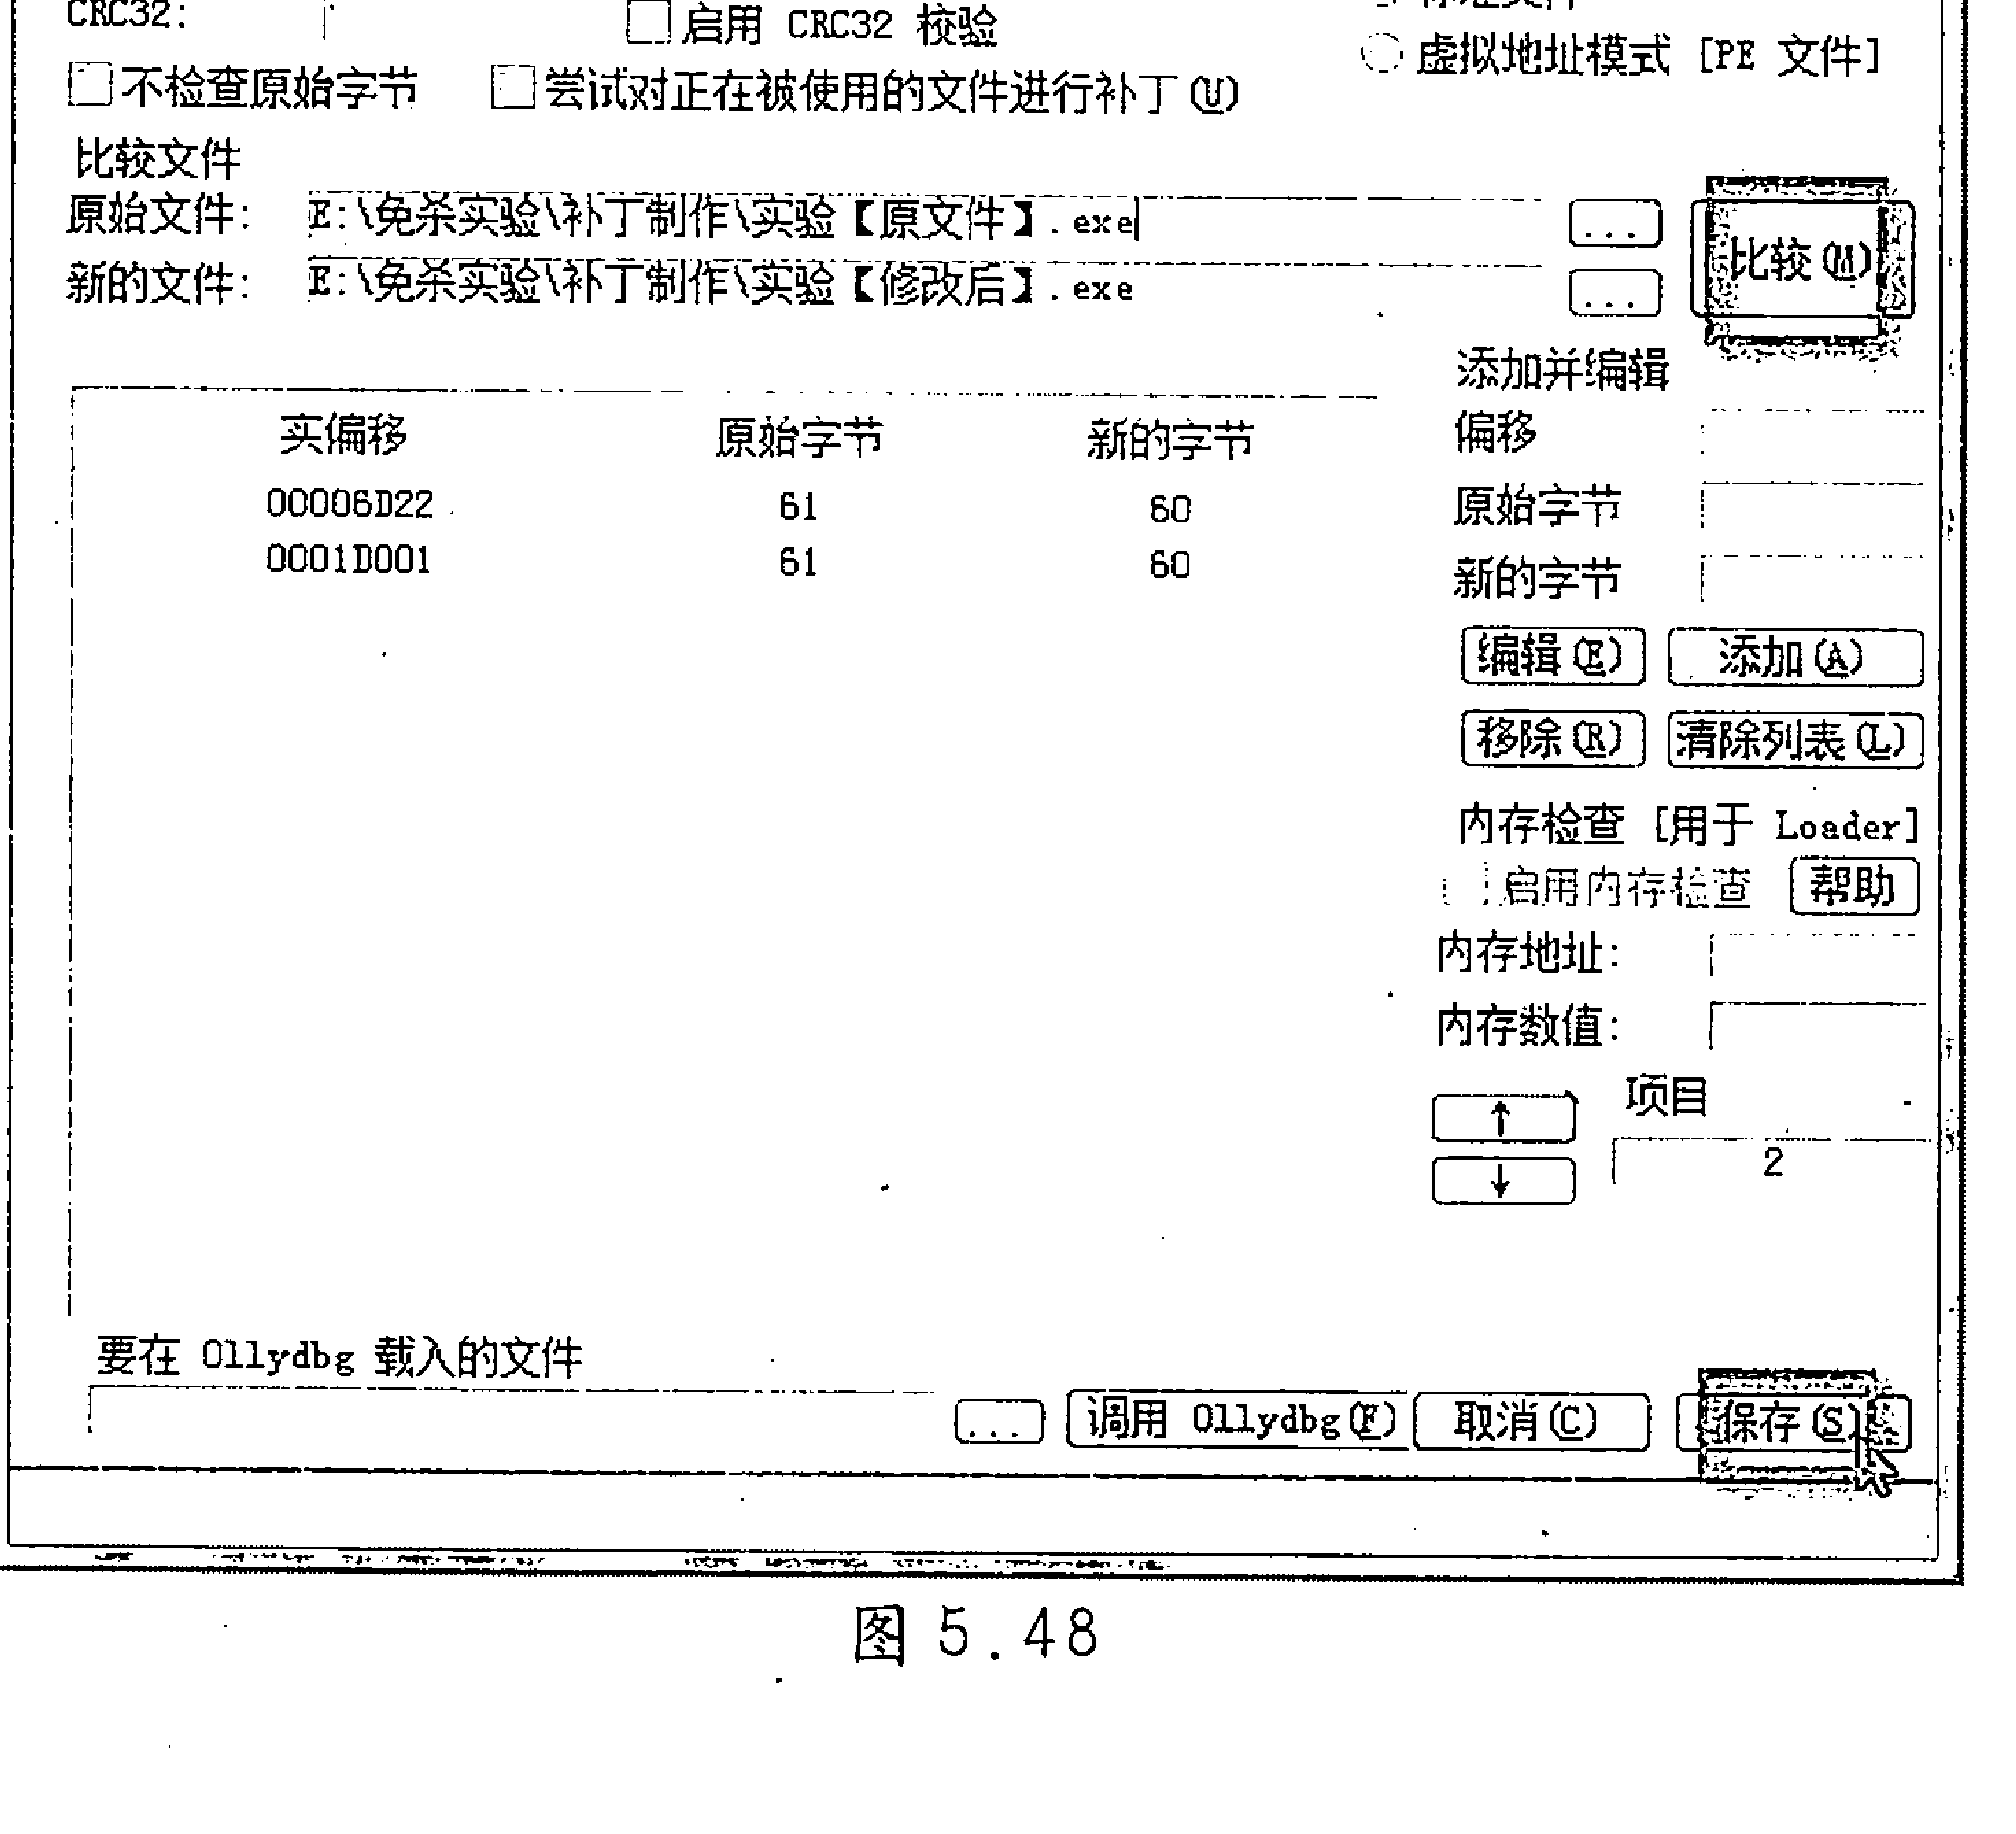 CRC32:
启用 CRC32 校验
虚拟地址模式 [PE 文件]
不检查原始字节
尝试对正在被使用的文件进行补丁(U)
比较文件
原始文件: E:\免杀实验\补丁制作\实验【原文件】.exe ...
新的文件: E:\免杀实验\补丁制作\实验【修改后】.exe ...
比较(M)
实偏移 原始字节 新的字节
00006D22 61 60
0001D001 61 60
添加并编辑
偏移
原始字节
新的字节
编辑(E) 添加(A)
移除(R) 清除列表(L)
内存检查 [用于 Loader]
启用内存检查 帮助
内存地址:
内存数值:
↑ 项目
↓ 2
要在 Ollydbg 载入的文件
... 调用 Ollydbg(F) 取消(C) 保存(S)
图 5.48